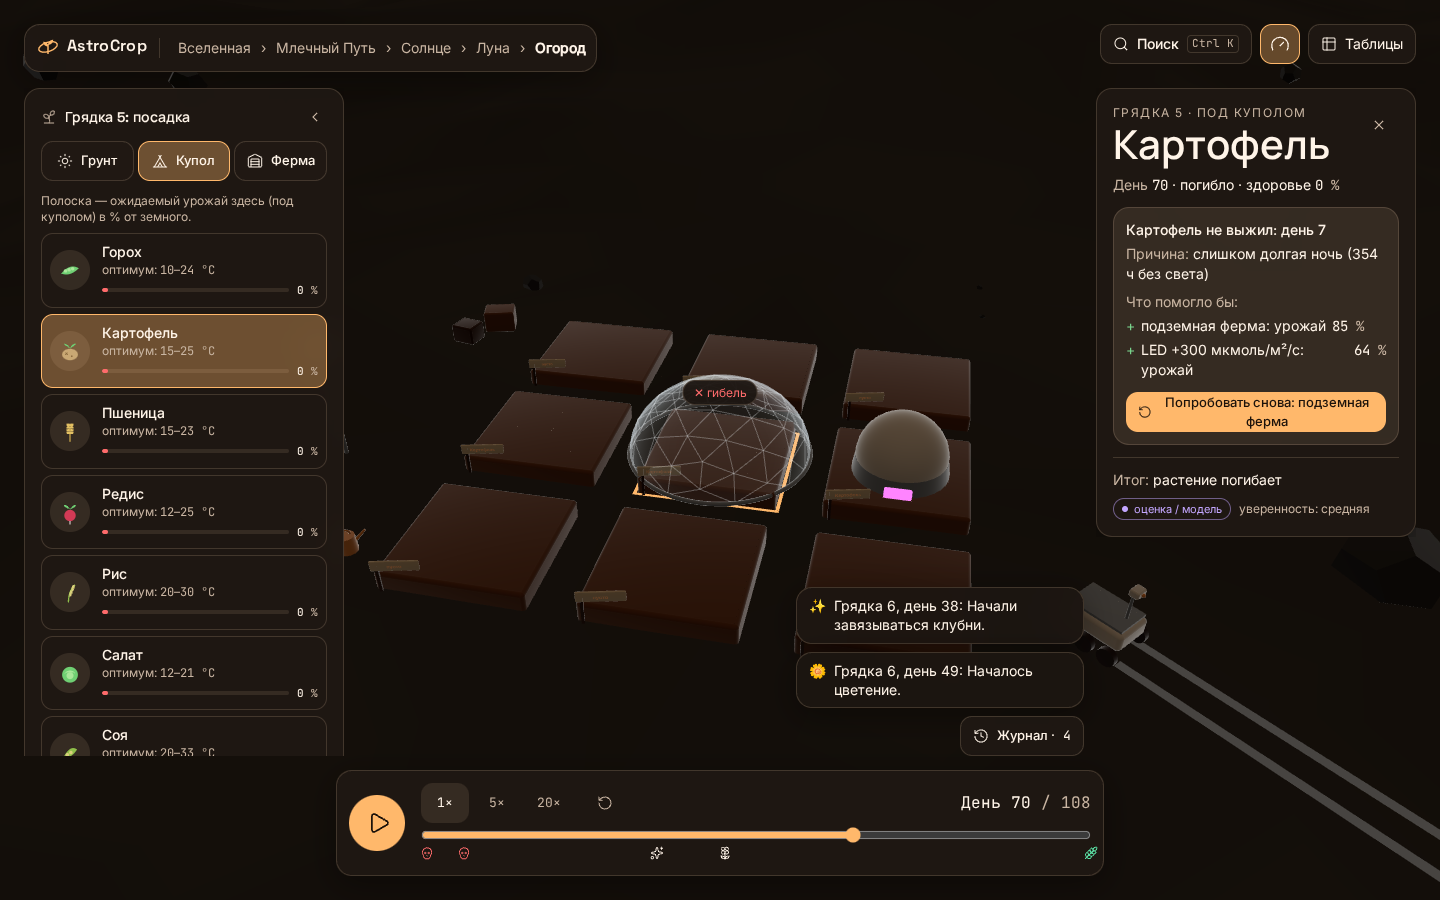 AstroCrop
Вселенная › Млечный Путь › Солнце › Луна › Огород
Поиск Ctrl K
Таблицы
Грядка 5: посадка
Грунт
Купол
Ферма
Полоска — ожидаемый урожай здесь (под
куполом) в % от земного.
Горох
оптимум: 10–24 °C
0 %
Картофель
оптимум: 15–25 °C
0 %
Пшеница
оптимум: 15–23 °C
0 %
Редис
оптимум: 12–25 °C
0 %
Рис
оптимум: 20–30 °C
0 %
Салат
оптимум: 12–21 °C
0 %
Соя
оптимум: 20–33 °C
✕ гибель
ГРЯДКА 5 · ПОД КУПОЛОМ
Картофель
День 70 · погибло · здоровье 0 %
Картофель не выжил: день 7
Причина: слишком долгая ночь (354
ч без света)
Что помогло бы:
+ подземная ферма: урожай 85 %
+ LED +300 мкмоль/м²/с: 64 %
урожай
Попробовать снова: подземная
ферма
Итог: растение погибает
оценка / модель
уверенность: средняя
Грядка 6, день 38: Начали
завязываться клубни.
Грядка 6, день 49: Началось
цветение.
Журнал · 4
1×
5×
20×
День 70 / 108